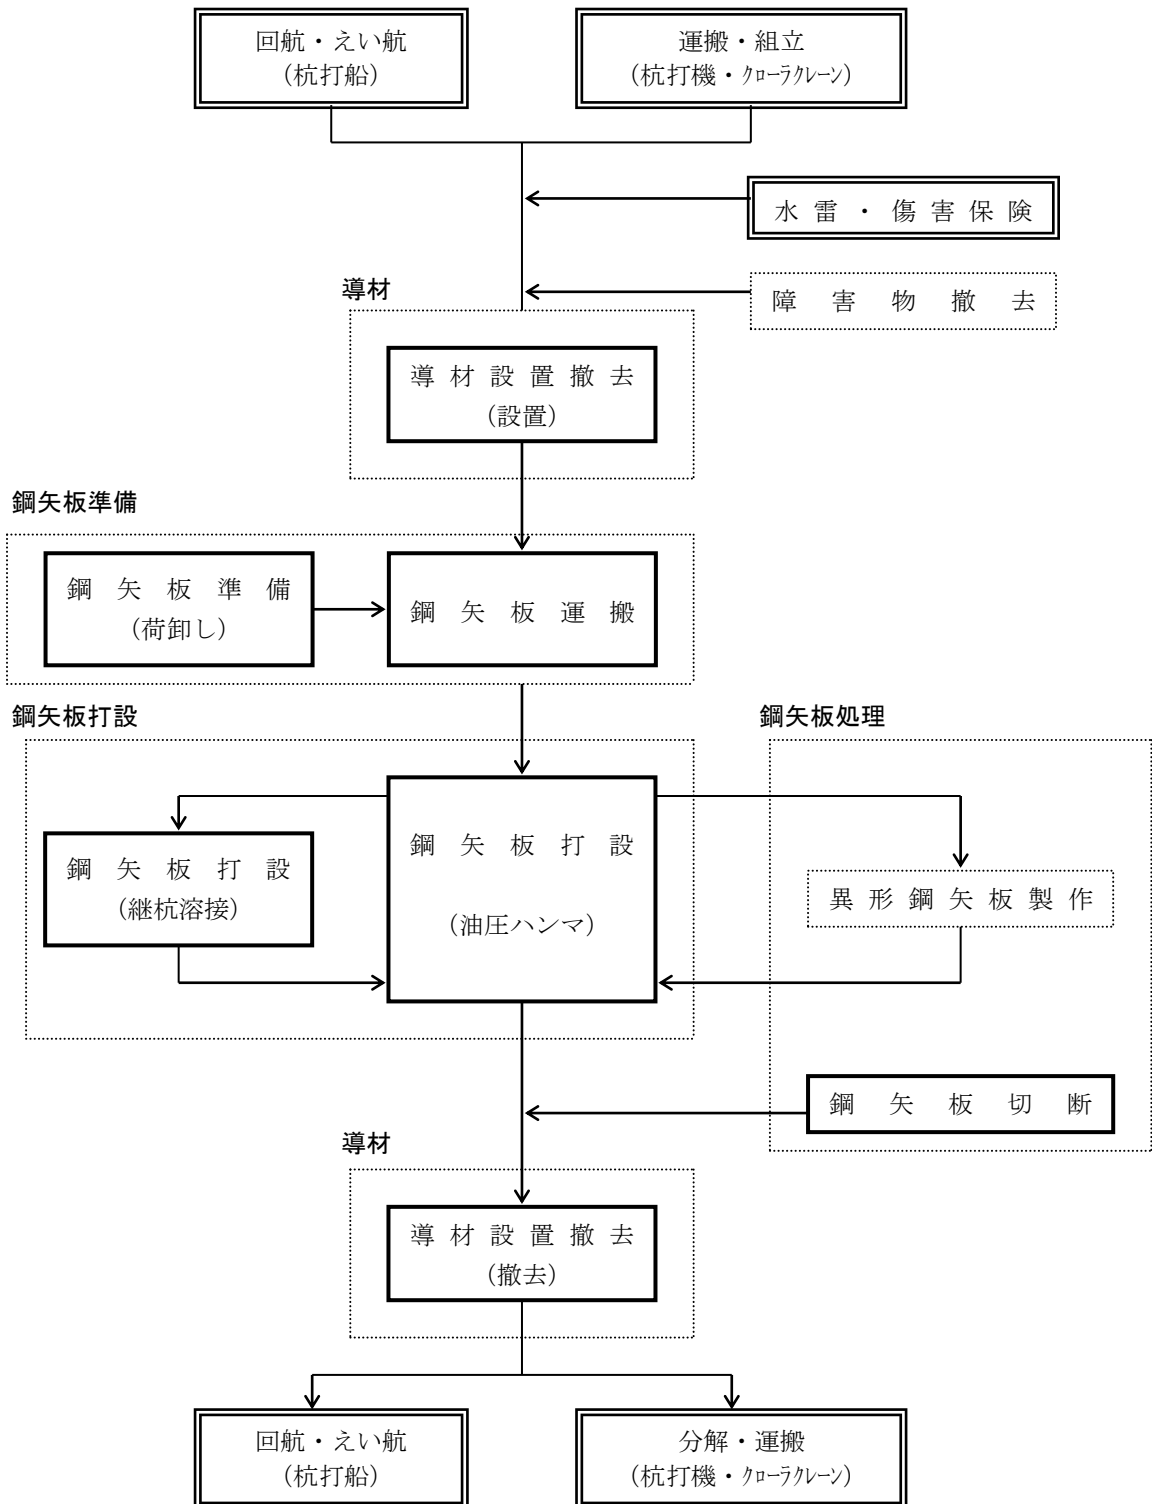 回航・えい航
（杭打船）
運搬・組立
（杭打機・ｸﾛｰﾗｸﾚｰﾝ）
水雷・傷害保険
障害物撤去
導材
導材設置撤去
（設置）
鋼矢板準備
鋼矢板準備
（荷卸し）
鋼矢板運搬
鋼矢板打設
鋼矢板処理
鋼矢板打設
（継杭溶接）
鋼矢板打設
（油圧ハンマ）
異形鋼矢板製作
鋼矢板切断
導材
導材設置撤去
（撤去）
回航・えい航
（杭打船）
分解・運搬
（杭打機・ｸﾛｰﾗｸﾚｰﾝ）